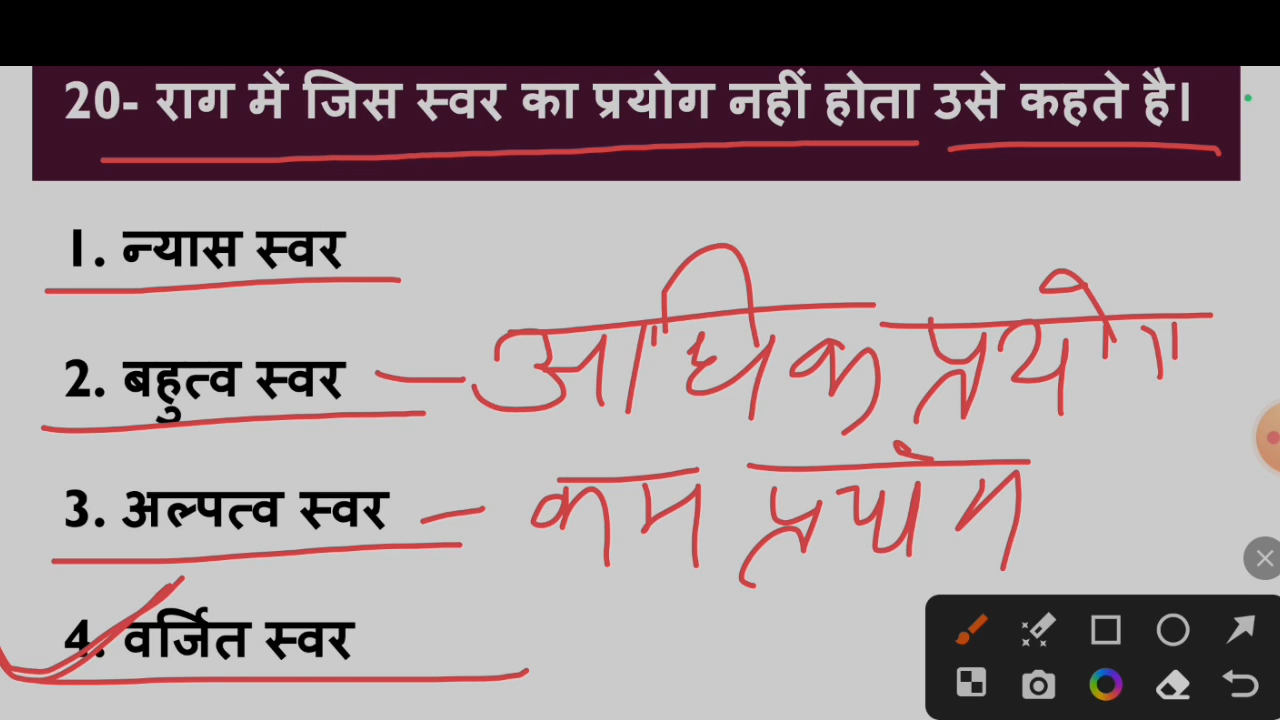 20- राग में जिस स्वर का प्रयोग नहीं होता उसे कहते है।
1. न्यास स्वर
2. बहुत्व स्वर — अधिक प्रयोग
3. अल्पत्व स्वर — कम प्रयोग
4. वर्जित स्वर